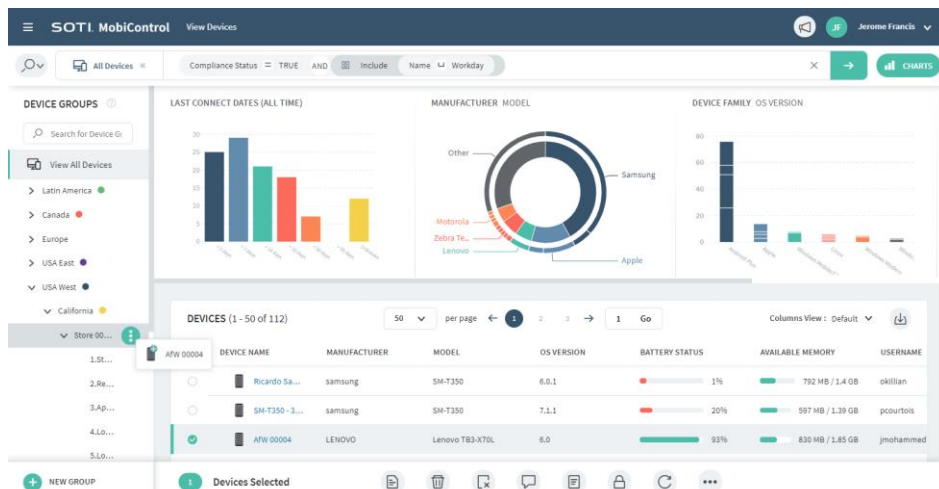 SOTI MobiControl View Devices Jerome Francis JF
All Devices Compliance Status = TRUE AND Include Name Workday CHARTS
DEVICE GROUPS
Search for Device Gr
View All Devices
Latin America
Canada
Europe
USA East
USA West
California
Store 00...
1.St...
2.Re...
3.Ap...
4.Lo...
5.Lo...
NEW GROUP
LAST CONNECT DATES (ALL TIME)
30
25
20
15
10
5
0
MANUFACTURER MODEL
Other
Samsung
Motorola
Zebra Te...
Lenovo
Apple
DEVICE FAMILY OS VERSION
80
60
40
20
0
Android Plus
Apple
Linux
Windows Modern
DEVICES (1 - 50 of 112) 50 per page 1 2 3 1 Go Columns View : Default
DEVICE NAME MANUFACTURER MODEL OS VERSION BATTERY STATUS AVAILABLE MEMORY USERNAME
AfW 00004
Ricardo Sa... samsung SM-T350 6.0.1 1% 792 MB / 1.4 GB okillian
SM-T350 - 3... samsung SM-T350 7.1.1 20% 597 MB / 1.39 GB pcourtois
AfW 00004 LENOVO Lenovo TB3-X70L 6.0 93% 830 MB / 1.85 GB jmohammed
1 Devices Selected